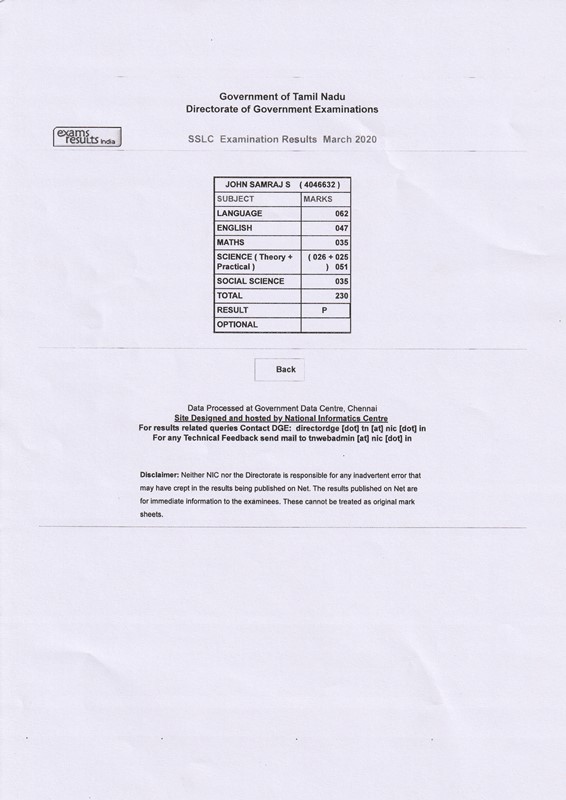 Government of Tamil Nadu
Directorate of Government Examinations
exams
results India
SSLC Examination Results March 2020
JOHN SAMRAJ S ( 4046632 )
SUBJECT MARKS
LANGUAGE 062
ENGLISH 047
MATHS 035
SCIENCE ( Theory + ( 026 + 025
Practical ) ) 051
SOCIAL SCIENCE 035
TOTAL 230
RESULT P
OPTIONAL
Back
Data Processed at Government Data Centre, Chennai
Site Designed and hosted by National Informatics Centre
For results related queries Contact DGE: directordge [dot] tn [at] nic [dot] in
For any Technical Feedback send mail to tnwebadmin [at] nic [dot] in
Disclaimer: Neither NIC nor the Directorate is responsible for any inadvertent error that
may have crept in the results being published on Net. The results published on Net are
for immediate information to the examinees. These cannot be treated as original mark
sheets.